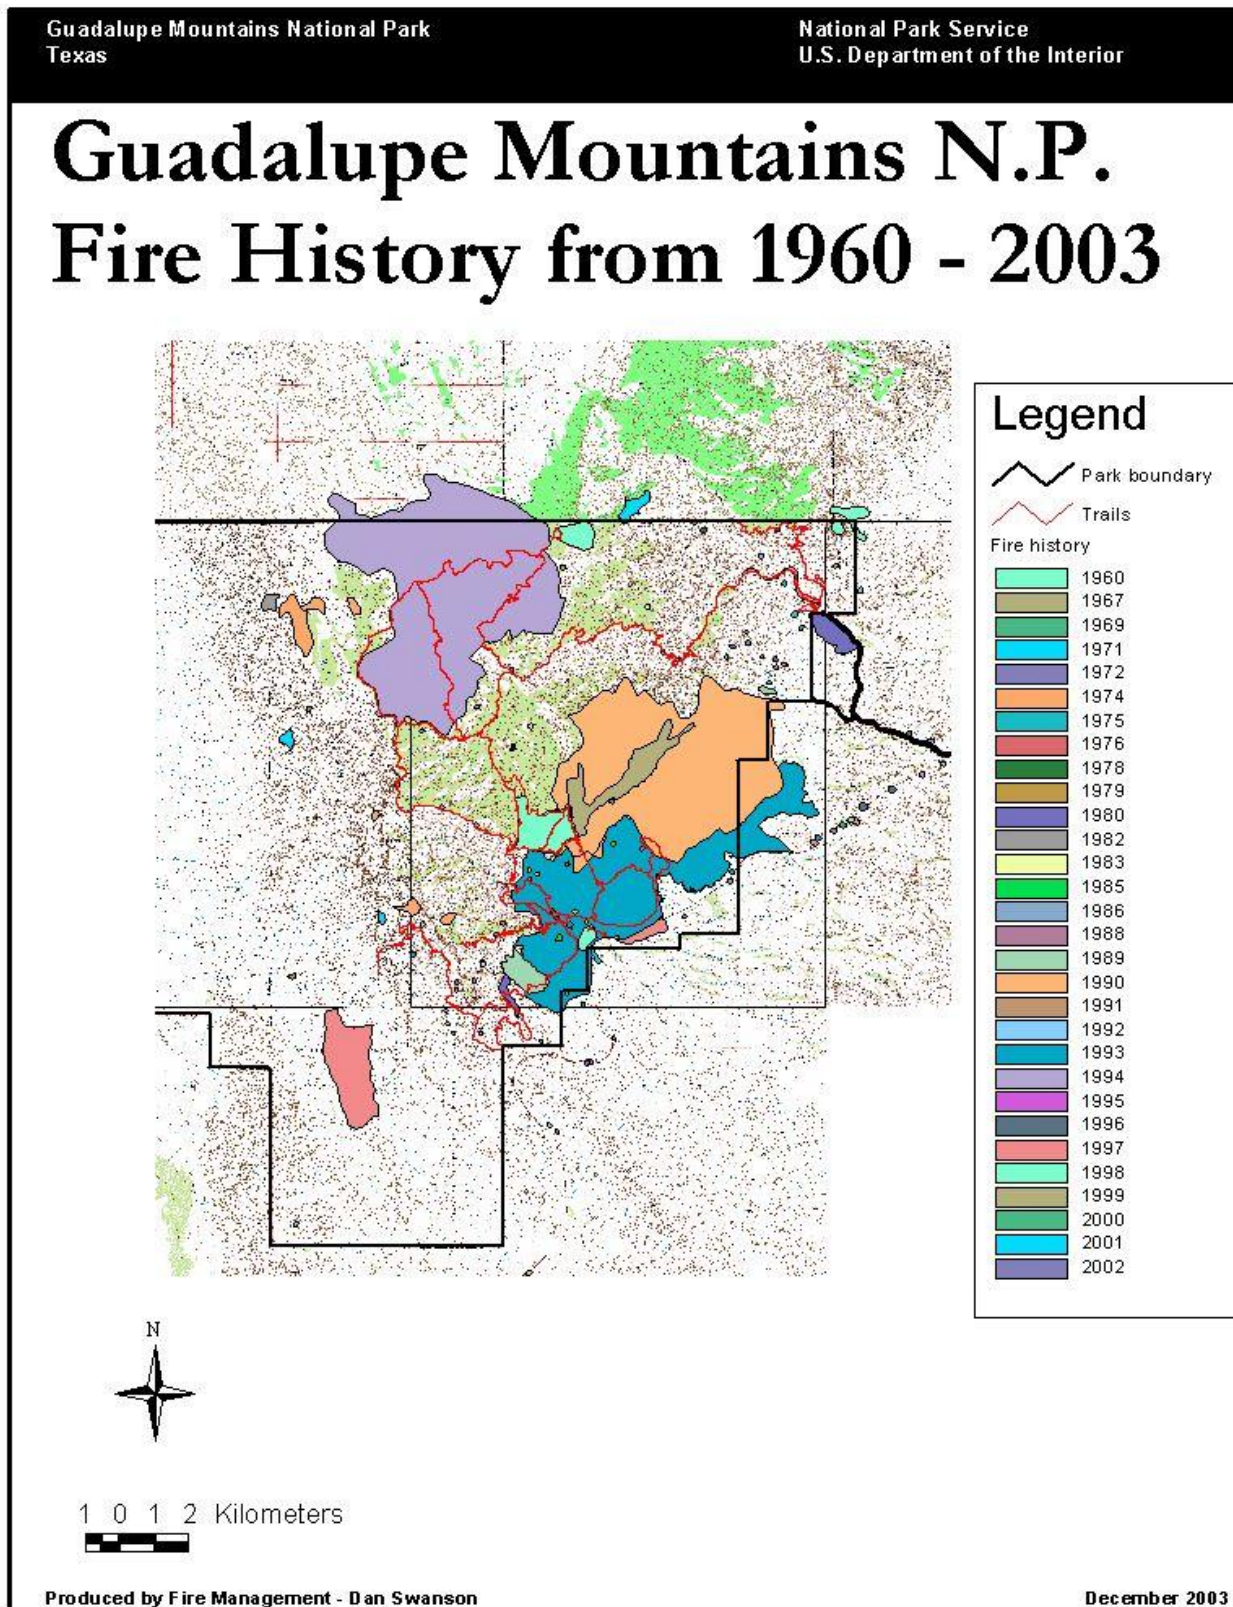 Guadalupe Mountains National Park
Texas
National Park Service
U.S. Department of the Interior
Guadalupe Mountains N.P.
Fire History from 1960 - 2003
Legend
Park boundary
Trails
Fire history
1960
1967
1969
1971
1972
1974
1975
1976
1978
1979
1980
1982
1983
1985
1986
1988
1989
1990
1991
1992
1993
1994
1995
1996
1997
1998
1999
2000
2001
2002
N
1 0 1 2 Kilometers
Produced by Fire Management - Dan Swanson
December 2003